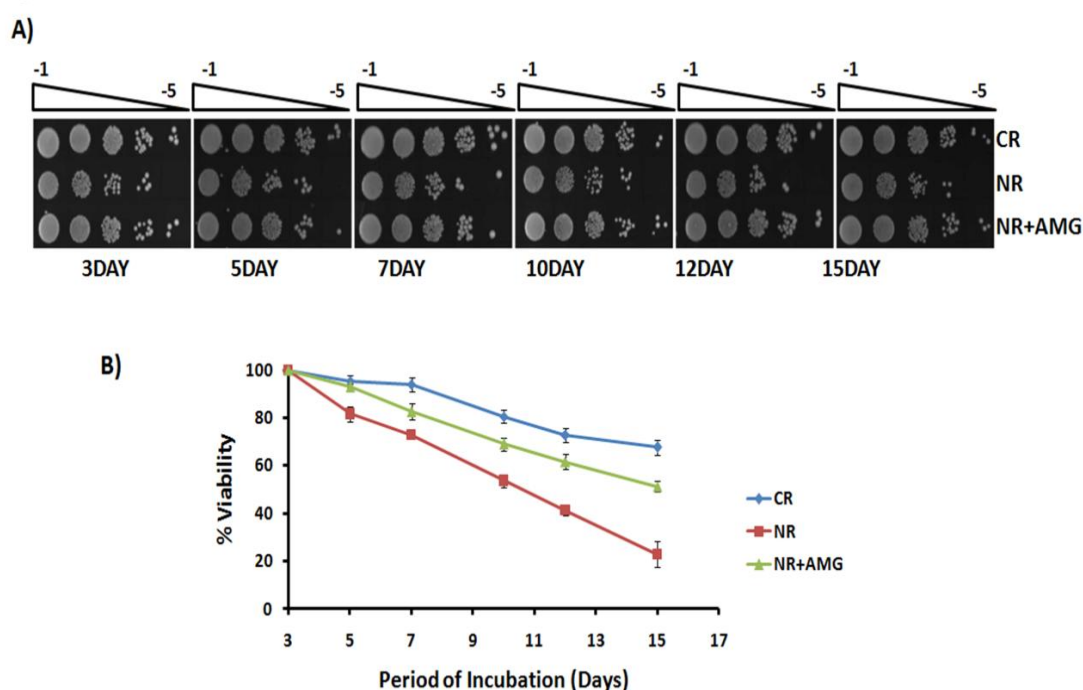 A)
-1 -5 -1 -5 -1 -5 -1 -5 -1 -5 -1 -5
CR
NR
NR+AMG
3DAY 5DAY 7DAY 10DAY 12DAY 15DAY
B)
100
80
60
40
20
0
% Viability
3 5 7 9 11 13 15 17
Period of Incubation (Days)
CR
NR
NR+AMG